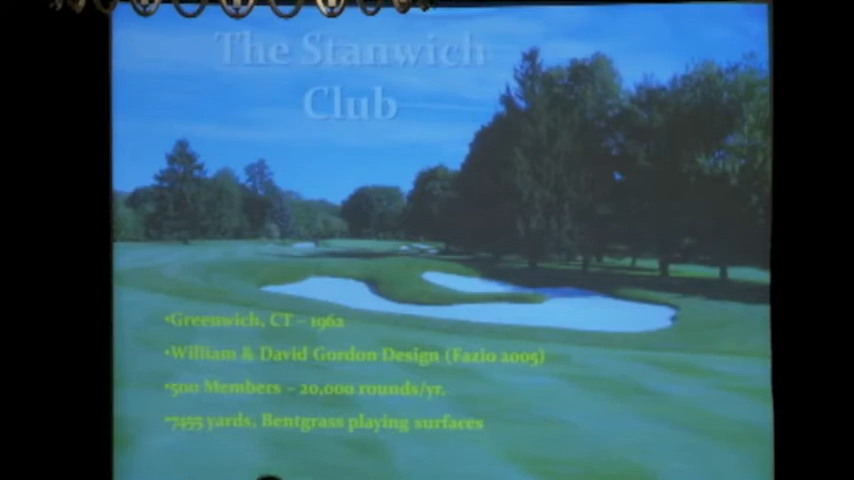 The Stanwich
Club
•Greenwich, CT – 1962
•William & David Gordon Design (Fazio 2005)
•500 Members – 20,000 rounds/yr.
•7455 yards, Bentgrass playing surfaces